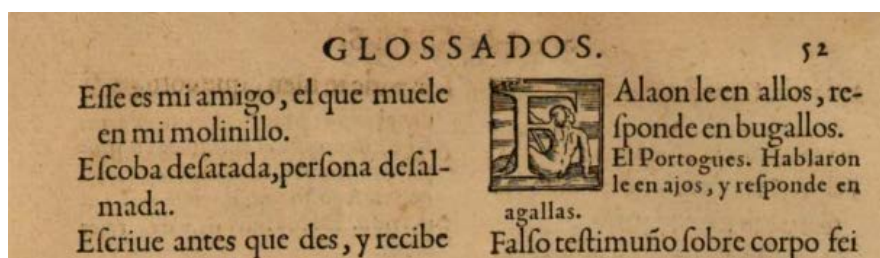 GLOSSADOS. 52
Eſſe es mi amigo, el que muele
en mi molinillo.
Eſcoba deſatada, perſona deſal-
mada.
Eſcriue antes que des, y recibe
FAlaon le en allos, re-
ſponde en bugallos.
El Portogues. Hablaron
le en ajos, y reſponde en
agallas.
Falſo teſtimuño ſobre corpo fei